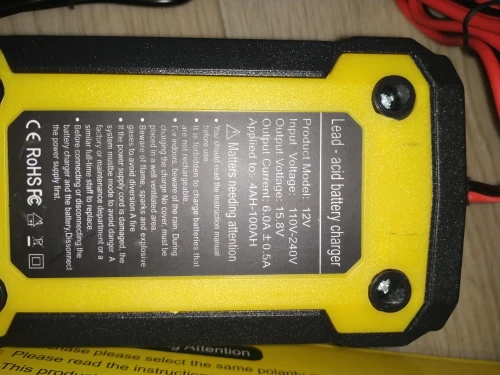 Lead - acid battery charger
Product Model: 12V
Input Voltage: 110V-240V
Output Voltage: 15.8V
Output Current: 6.0A ± 0.5A
Applied to: 4AH-100AH
Matters needing attention
• You should read the instruction manual
before use.
• It is forbidden to charge batteries that
are not rechargeable.
• For indoors, beware of the rain. During
charging the charge No cover, must be
placed in a well ventilated area.
• Beware of flame, sparks and explosive
gases to avoid diversion A fire
• If the power supply cord is damaged, the
system middle mode to avoid danger A
factory or maintenance department or a
similar full-time staff to replace.
• Before connecting or disconnecting the
battery charger and the battery,Disconnect
the power supply first.
CE RoHS FC
Attention
please select the same polarity
Please read the instruction
This product